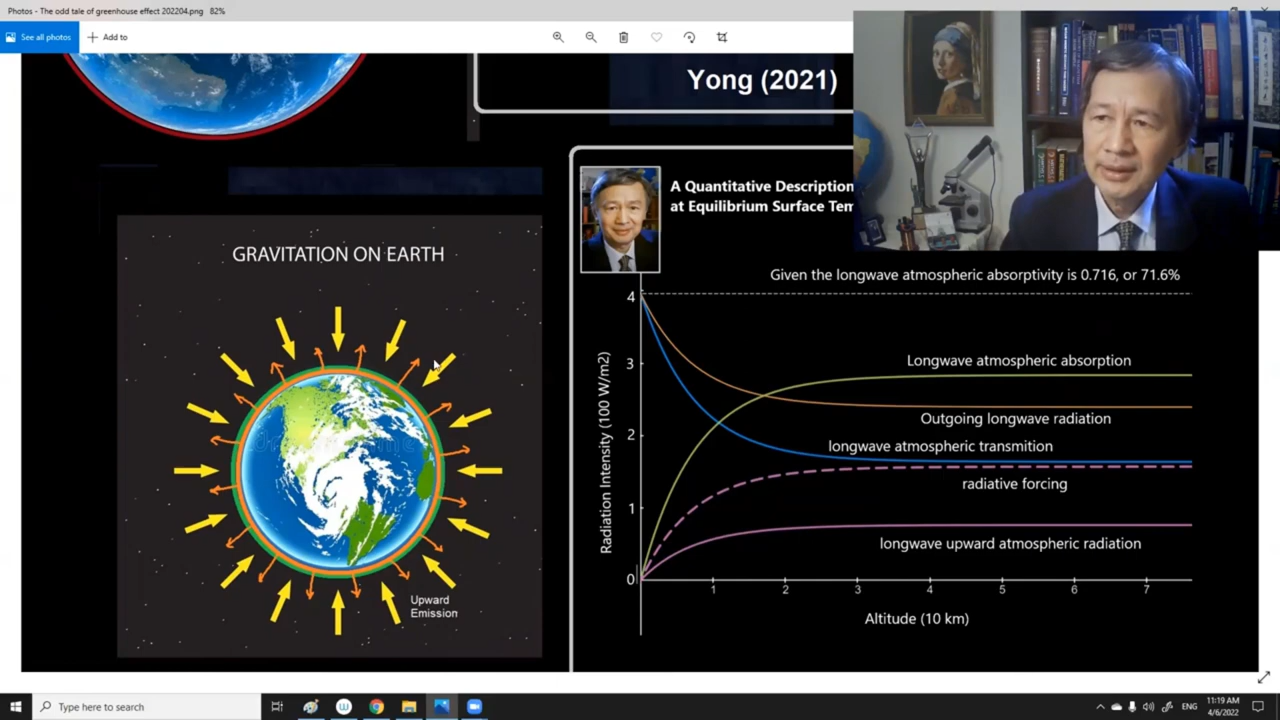 Photos - The odd tale of greenhouse effect 202204.png 82%
See all photos
Add to
Yong (2021)
GRAVITATION ON EARTH
Upward
Emission
A Quantitative Description
at Equilibrium Surface Tem
Given the longwave atmospheric absorptivity is 0.716, or 71.6%
Radiation Intensity (100 W/m2)
4
3
2
1
0
Longwave atmospheric absorption
Outgoing longwave radiation
longwave atmospheric transmition
radiative forcing
longwave upward atmospheric radiation
1 2 3 4 5 6 7
Altitude (10 km)
Type here to search
ENG
11:19 AM
4/6/2022